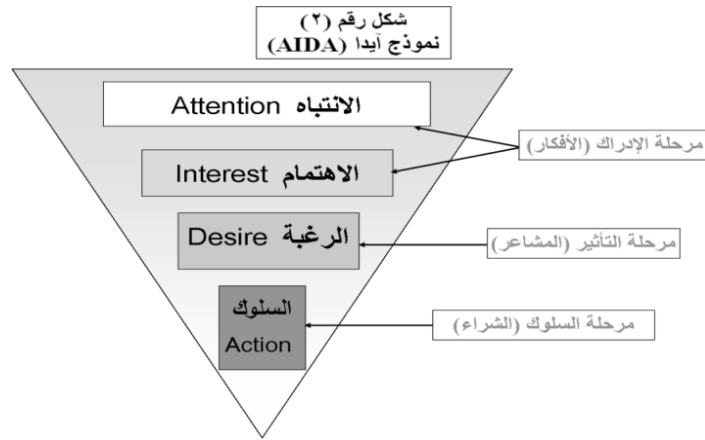 شكل رقم (٢)
نموذج آيدا (AIDA)
الانتباه Attention
مرحلة الإدراك (الأفكار)
الاهتمام Interest
الرغبة Desire
مرحلة التأثير (المشاعر)
السلوك
Action
مرحلة السلوك (الشراء)